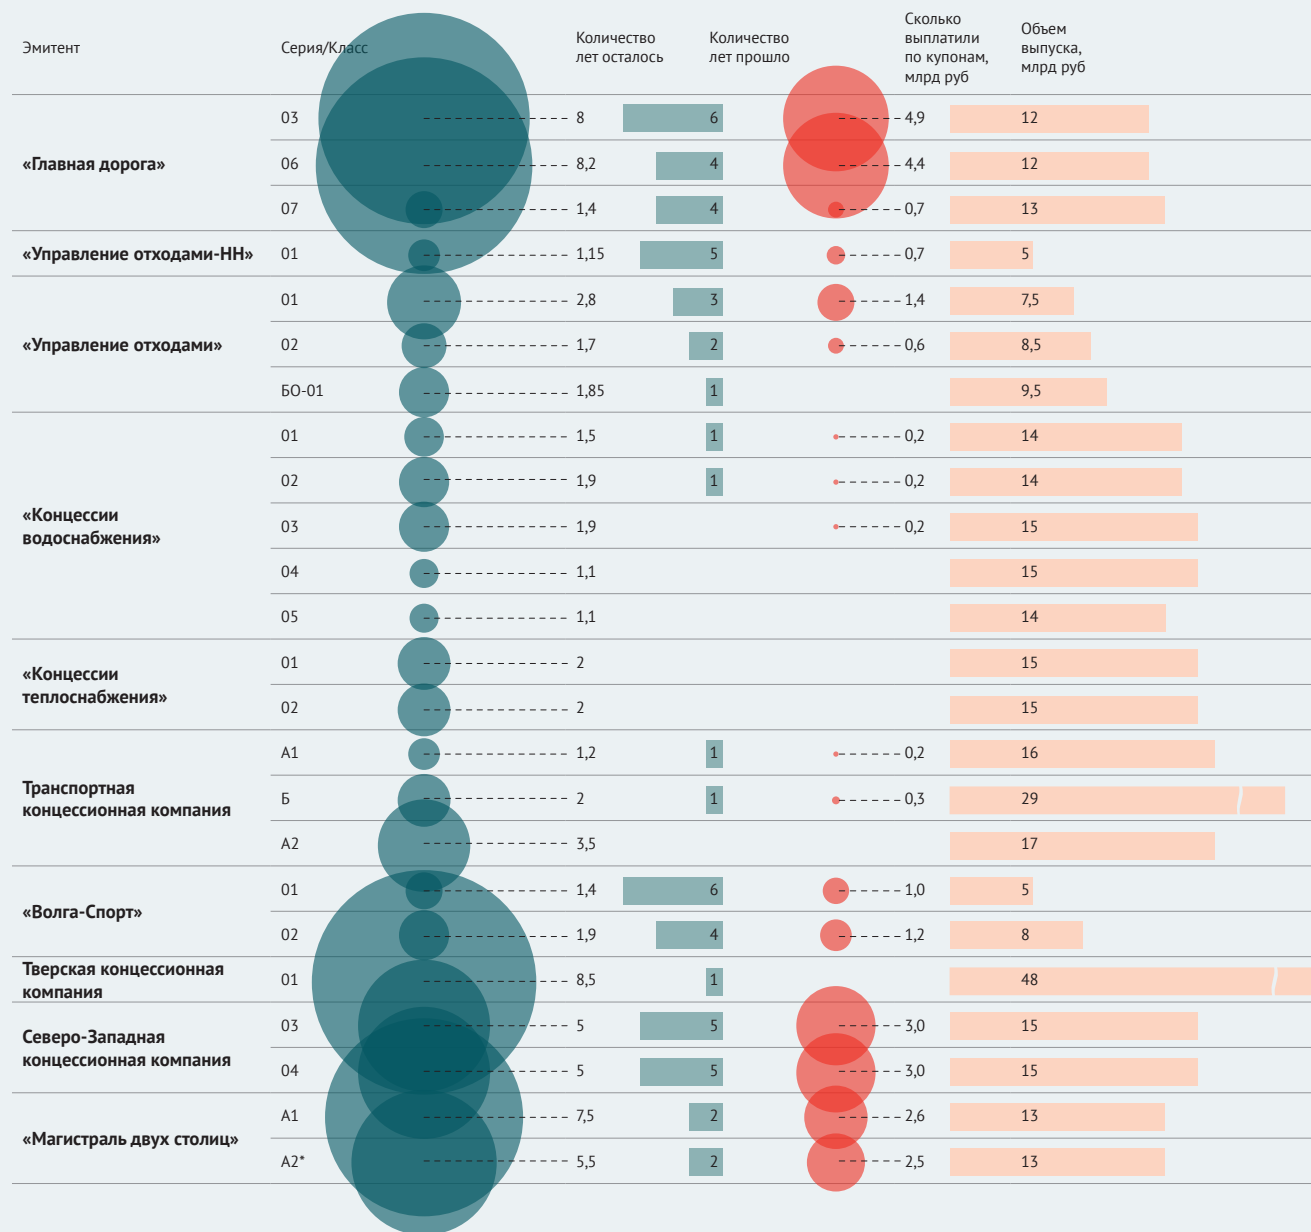 Эмитент
Серия/Класс
Количество
лет осталось
Количество
лет прошло
Сколько
выплатили
по купонам,
млрд руб
Объем
выпуска,
млрд руб
«Главная дорога»
03 8 6 4,9 12
06 8,2 4 4,4 12
07 1,4 4 0,7 13
«Управление отходами-НН»
01 1,15 5 0,7 5
«Управление отходами»
01 2,8 3 1,4 7,5
02 1,7 2 0,6 8,5
БО-01 1,85 1 9,5
«Концессии
водоснабжения»
01 1,5 1 0,2 14
02 1,9 1 0,2 14
03 1,9 0,2 15
04 1,1 15
05 1,1 14
«Концессии
теплоснабжения»
01 2 15
02 2 15
Транспортная
концессионная компания
А1 1,2 1 0,2 16
Б 2 1 0,3 29
А2 3,5 17
«Волга-Спорт»
01 1,4 6 1,0 5
02 1,9 4 1,2 8
Тверская концессионная
компания
01 8,5 1 48
Северо-Западная
концессионная компания
03 5 5 3,0 15
04 5 5 3,0 15
«Магистраль двух столиц»
А1 7,5 2 2,6 13
А2* 5,5 2 2,5 13